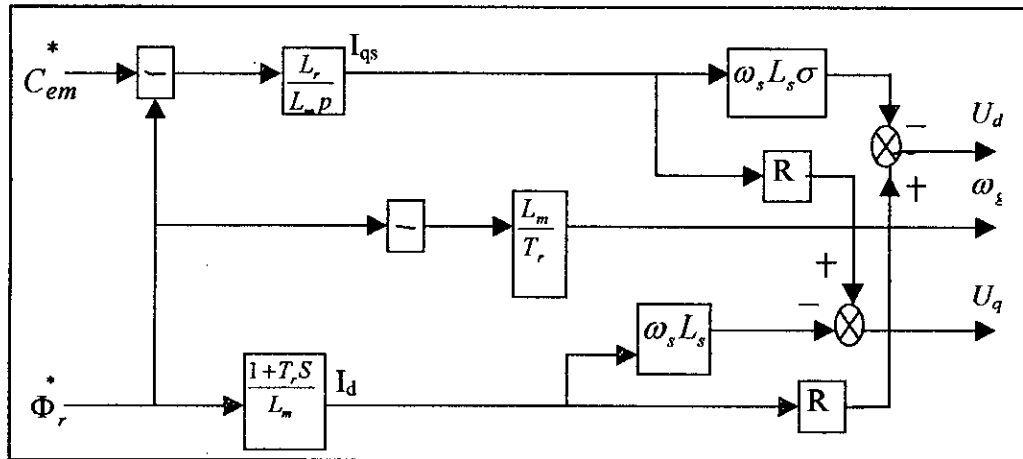 C*em
−
Lr
Lm p
Iqs
ωs Ls σ
−
Ud
R
+
ωg
−
Lm
Tr
+
−
Uq
ωs Ls
Φ*r
1+TrS
Lm
Id
R